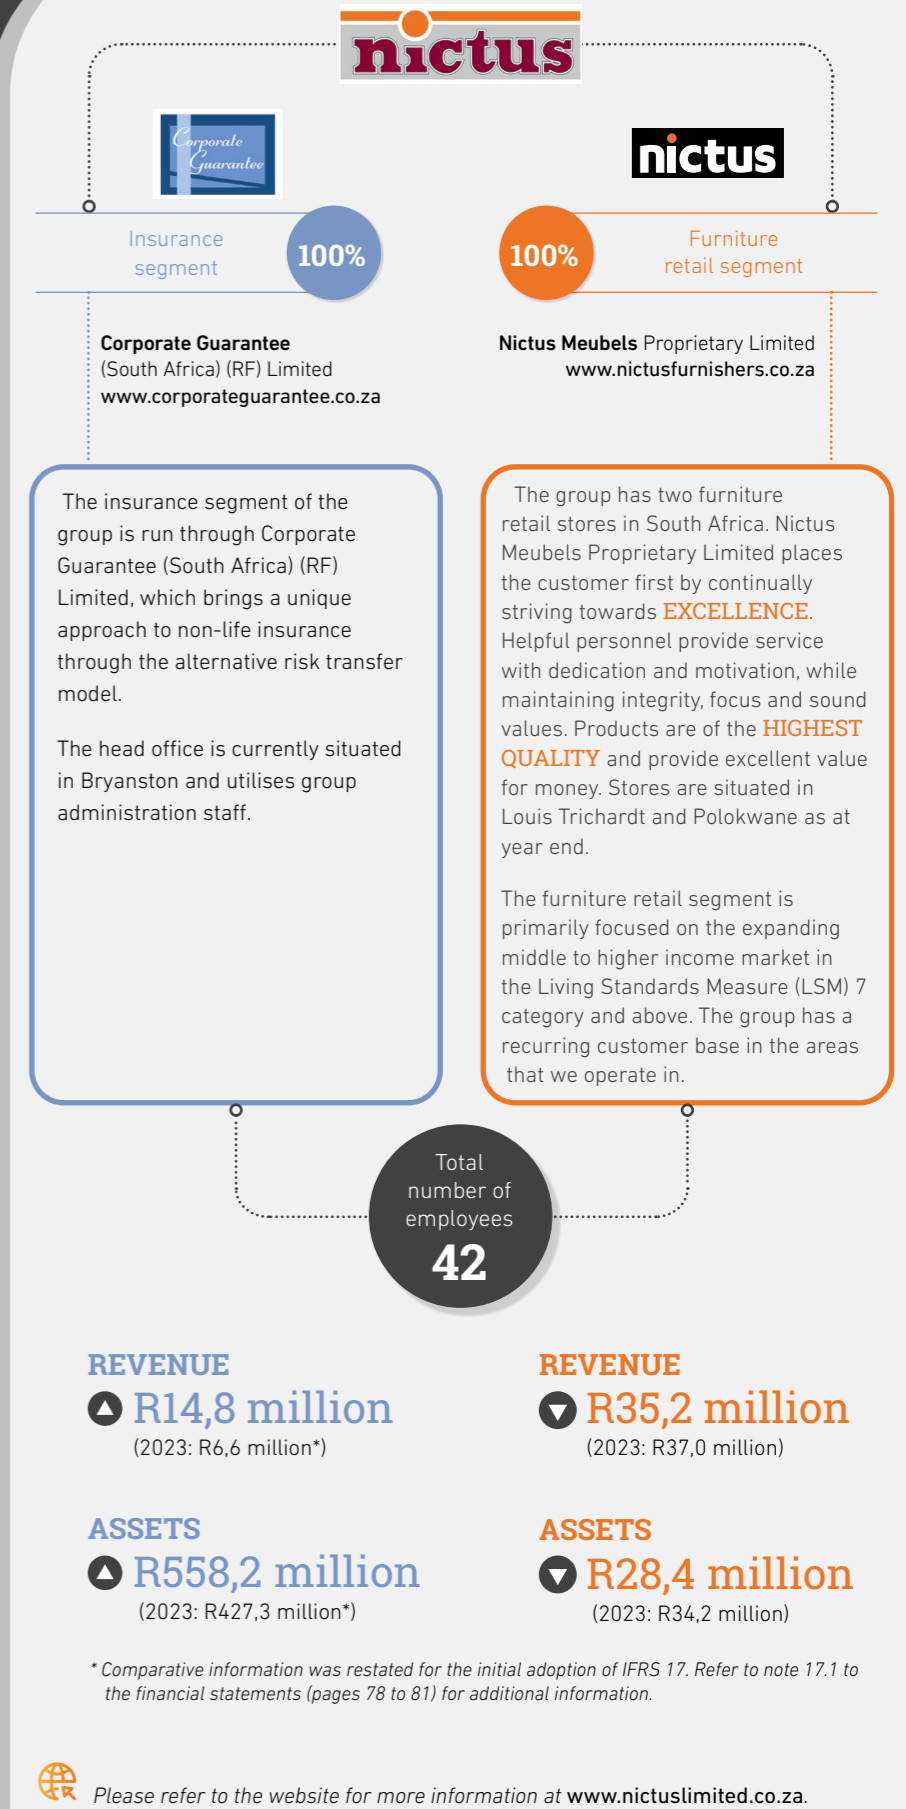 nictus
Corporate
Guarantee
Insurance
segment
100%
Corporate Guarantee
(South Africa) (RF) Limited
www.corporateguarantee.co.za
The insurance segment of the
group is run through Corporate
Guarantee (South Africa) (RF)
Limited, which brings a unique
approach to non-life insurance
through the alternative risk transfer
model.
The head office is currently situated
in Bryanston and utilises group
administration staff.
nictus
100%
Furniture
retail segment
Nictus Meubels Proprietary Limited
www.nictusfurnishers.co.za
The group has two furniture
retail stores in South Africa. Nictus
Meubels Proprietary Limited places
the customer first by continually
striving towards EXCELLENCE.
Helpful personnel provide service
with dedication and motivation, while
maintaining integrity, focus and sound
values. Products are of the HIGHEST
QUALITY and provide excellent value
for money. Stores are situated in
Louis Trichardt and Polokwane as at
year end.
The furniture retail segment is
primarily focused on the expanding
middle to higher income market in
the Living Standards Measure (LSM) 7
category and above. The group has a
recurring customer base in the areas
that we operate in.
Total
number of
employees
42
REVENUE
R14,8 million
(2023: R6,6 million*)
ASSETS
R558,2 million
(2023: R427,3 million*)
REVENUE
R35,2 million
(2023: R37,0 million)
ASSETS
R28,4 million
(2023: R34,2 million)
* Comparative information was restated for the initial adoption of IFRS 17. Refer to note 17.1 to
the financial statements (pages 78 to 81) for additional information.
Please refer to the website for more information at www.nictuslimited.co.za.